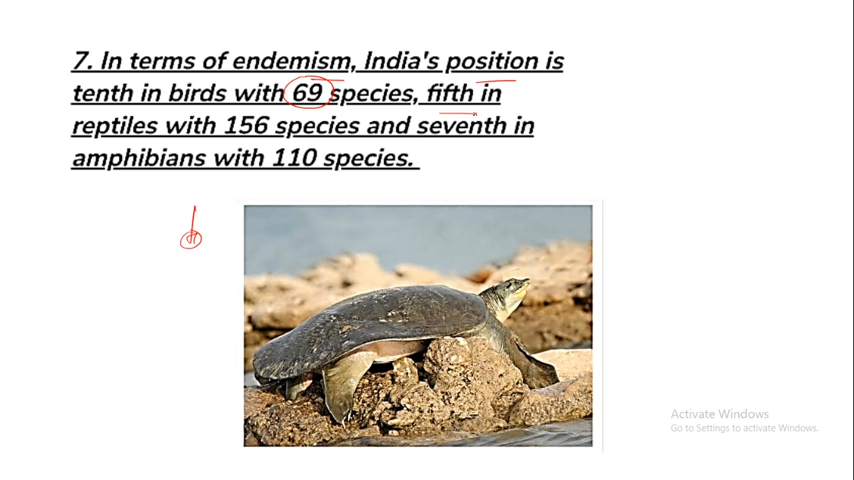 7. In terms of endemism, India's position is
tenth in birds with 69 species, fifth in
reptiles with 156 species and seventh in
amphibians with 110 species.
Activate Windows
Go to Settings to activate Windows.